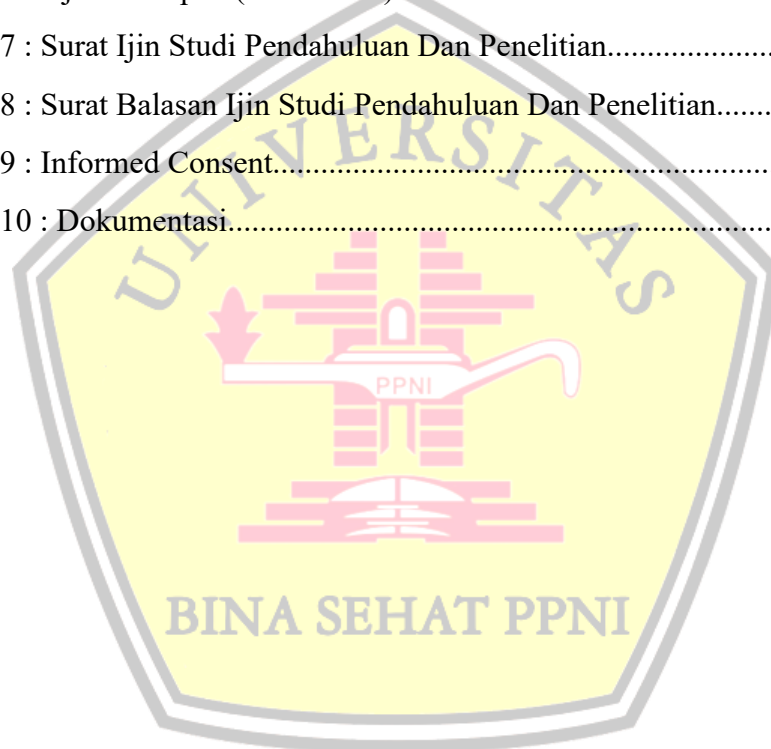 7 : Surat Ijin Studi Pendahuluan Dan Penelitian....................
8 : Surat Balasan Ijin Studi Pendahuluan Dan Penelitian.......
9 : Informed Consent..............................................................
10 : Dokumentasi....................................................................
UNIVERSITAS
PPNI
BINA SEHAT PPNI